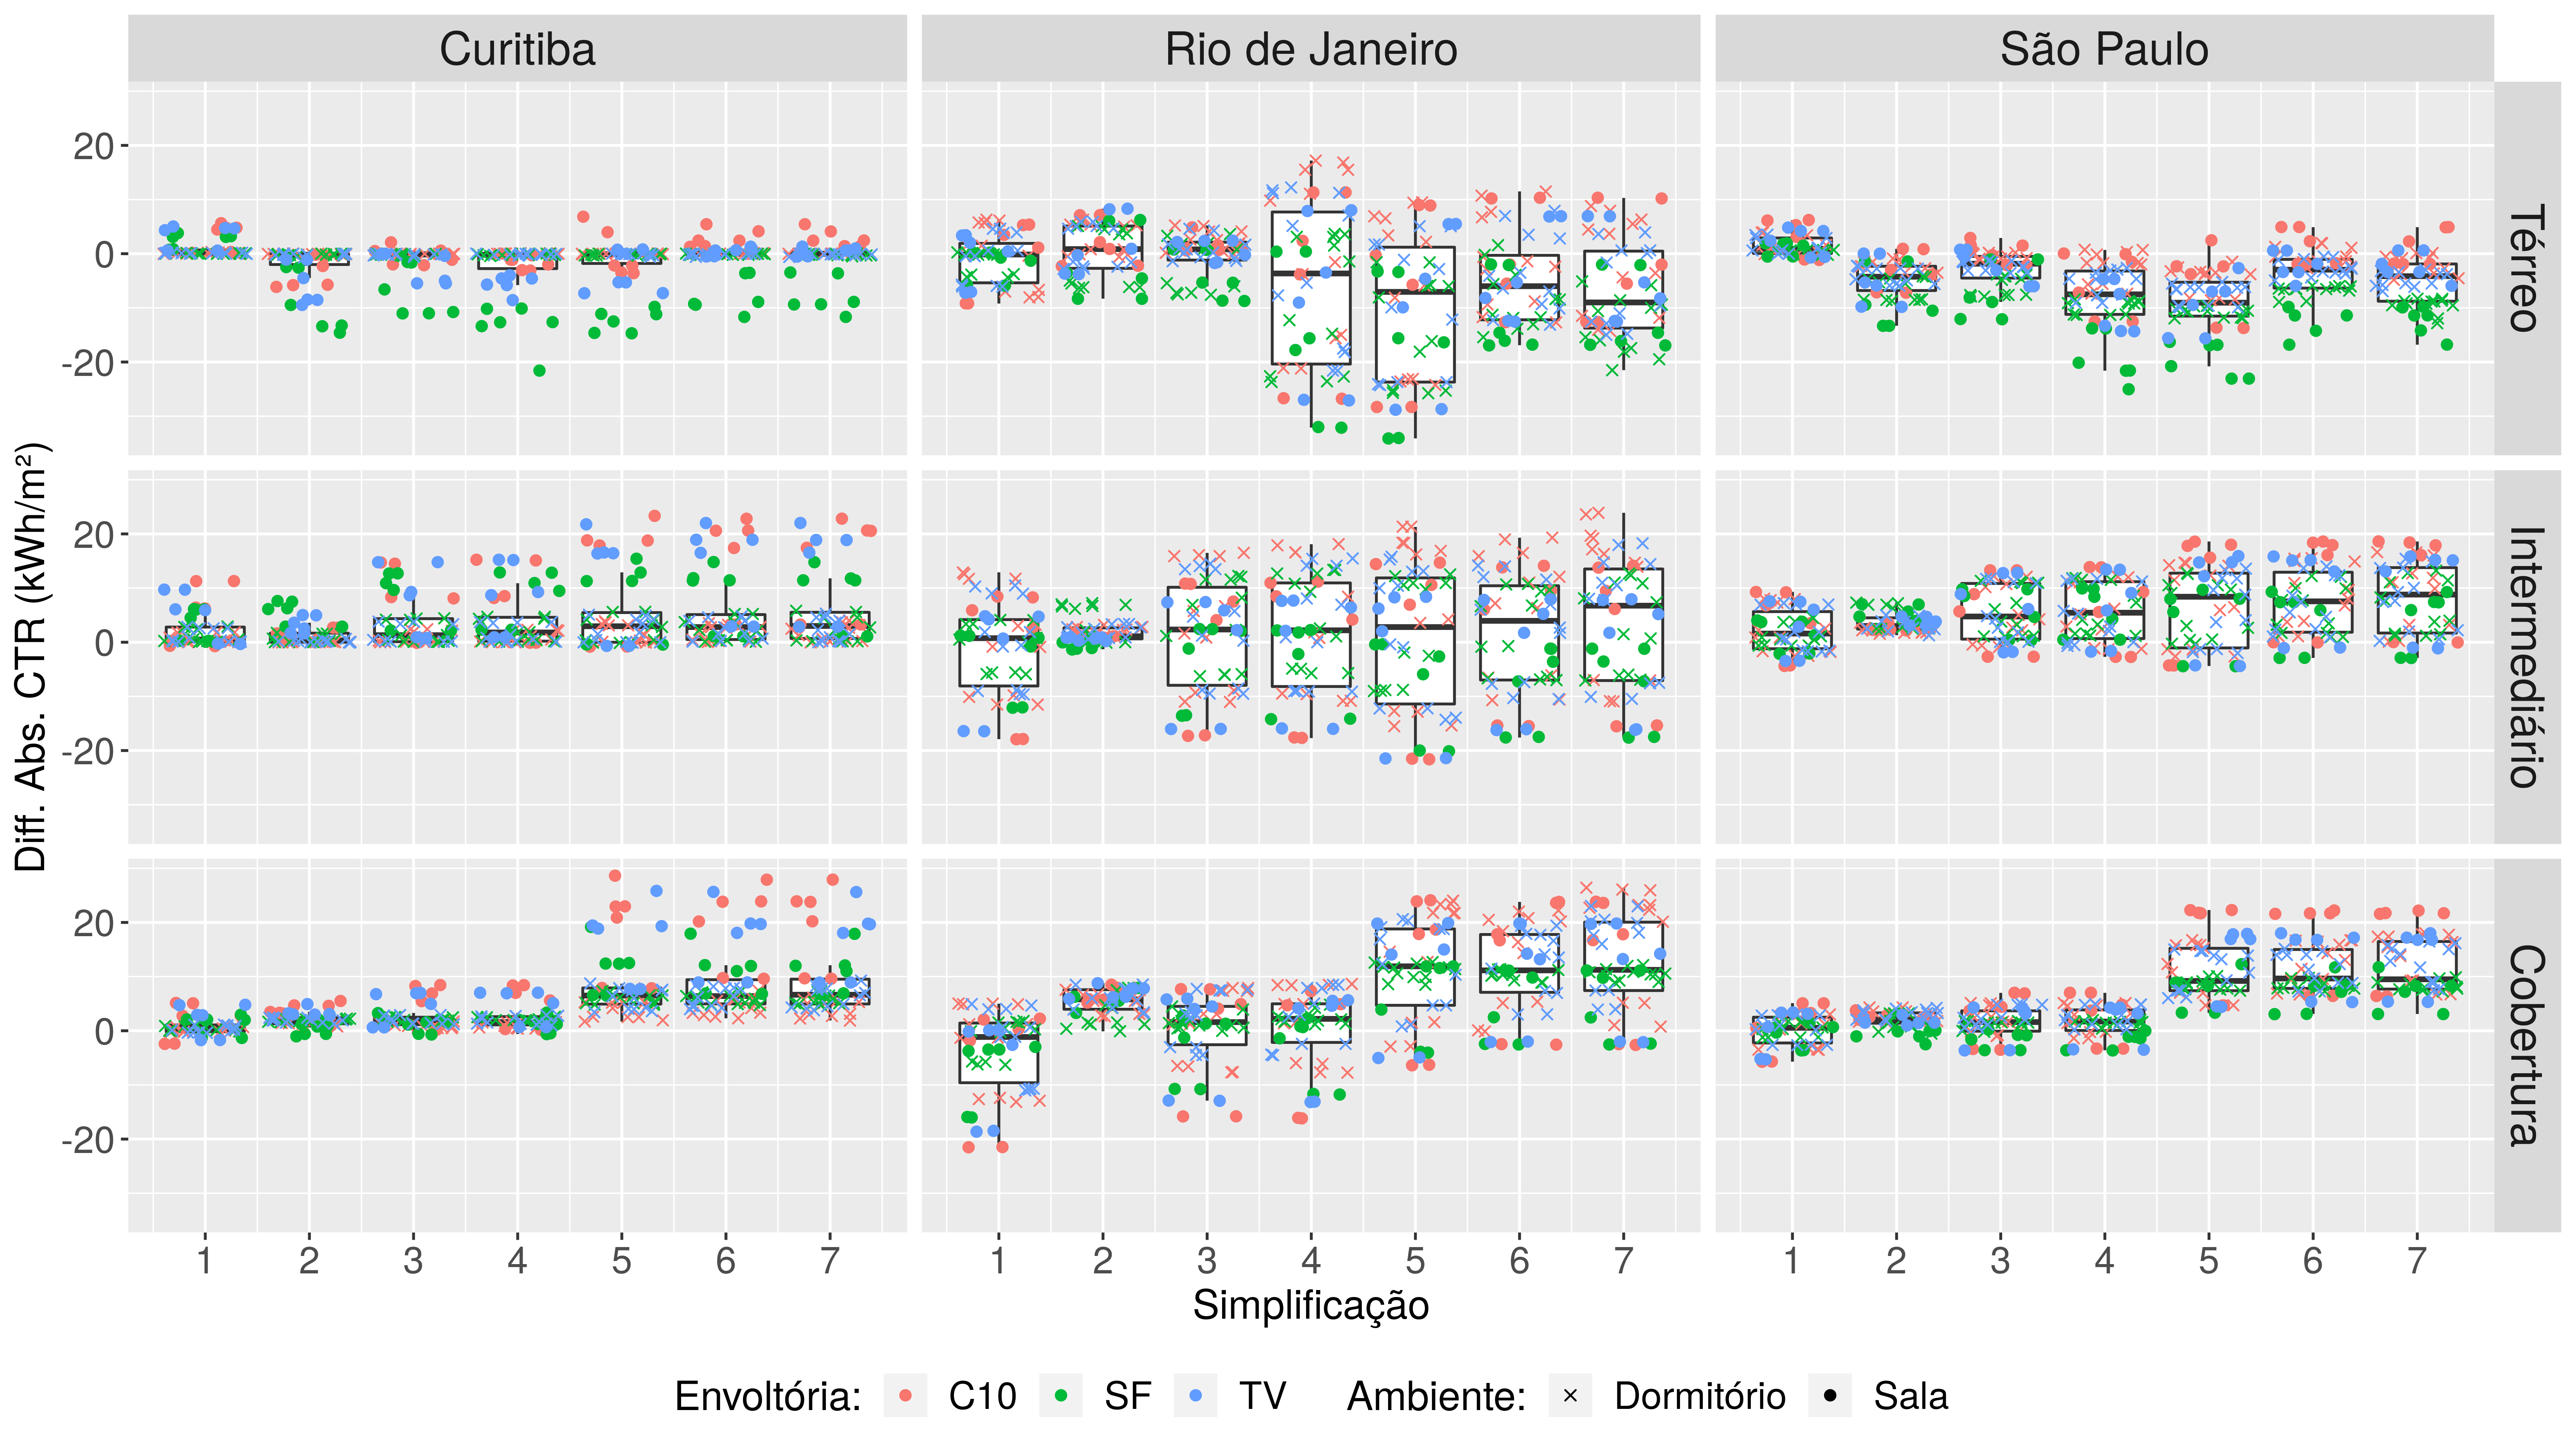 Curitiba Rio de Janeiro São Paulo
Diff. Abs. CTR (kWh/m²)
20
0
-20
Térreo
20
0
-20
Intermediário
20
0
-20
Cobertura
1 2 3 4 5 6 7 1 2 3 4 5 6 7 1 2 3 4 5 6 7
Simplificação
Envoltória: C10 SF TV Ambiente: Dormitório Sala